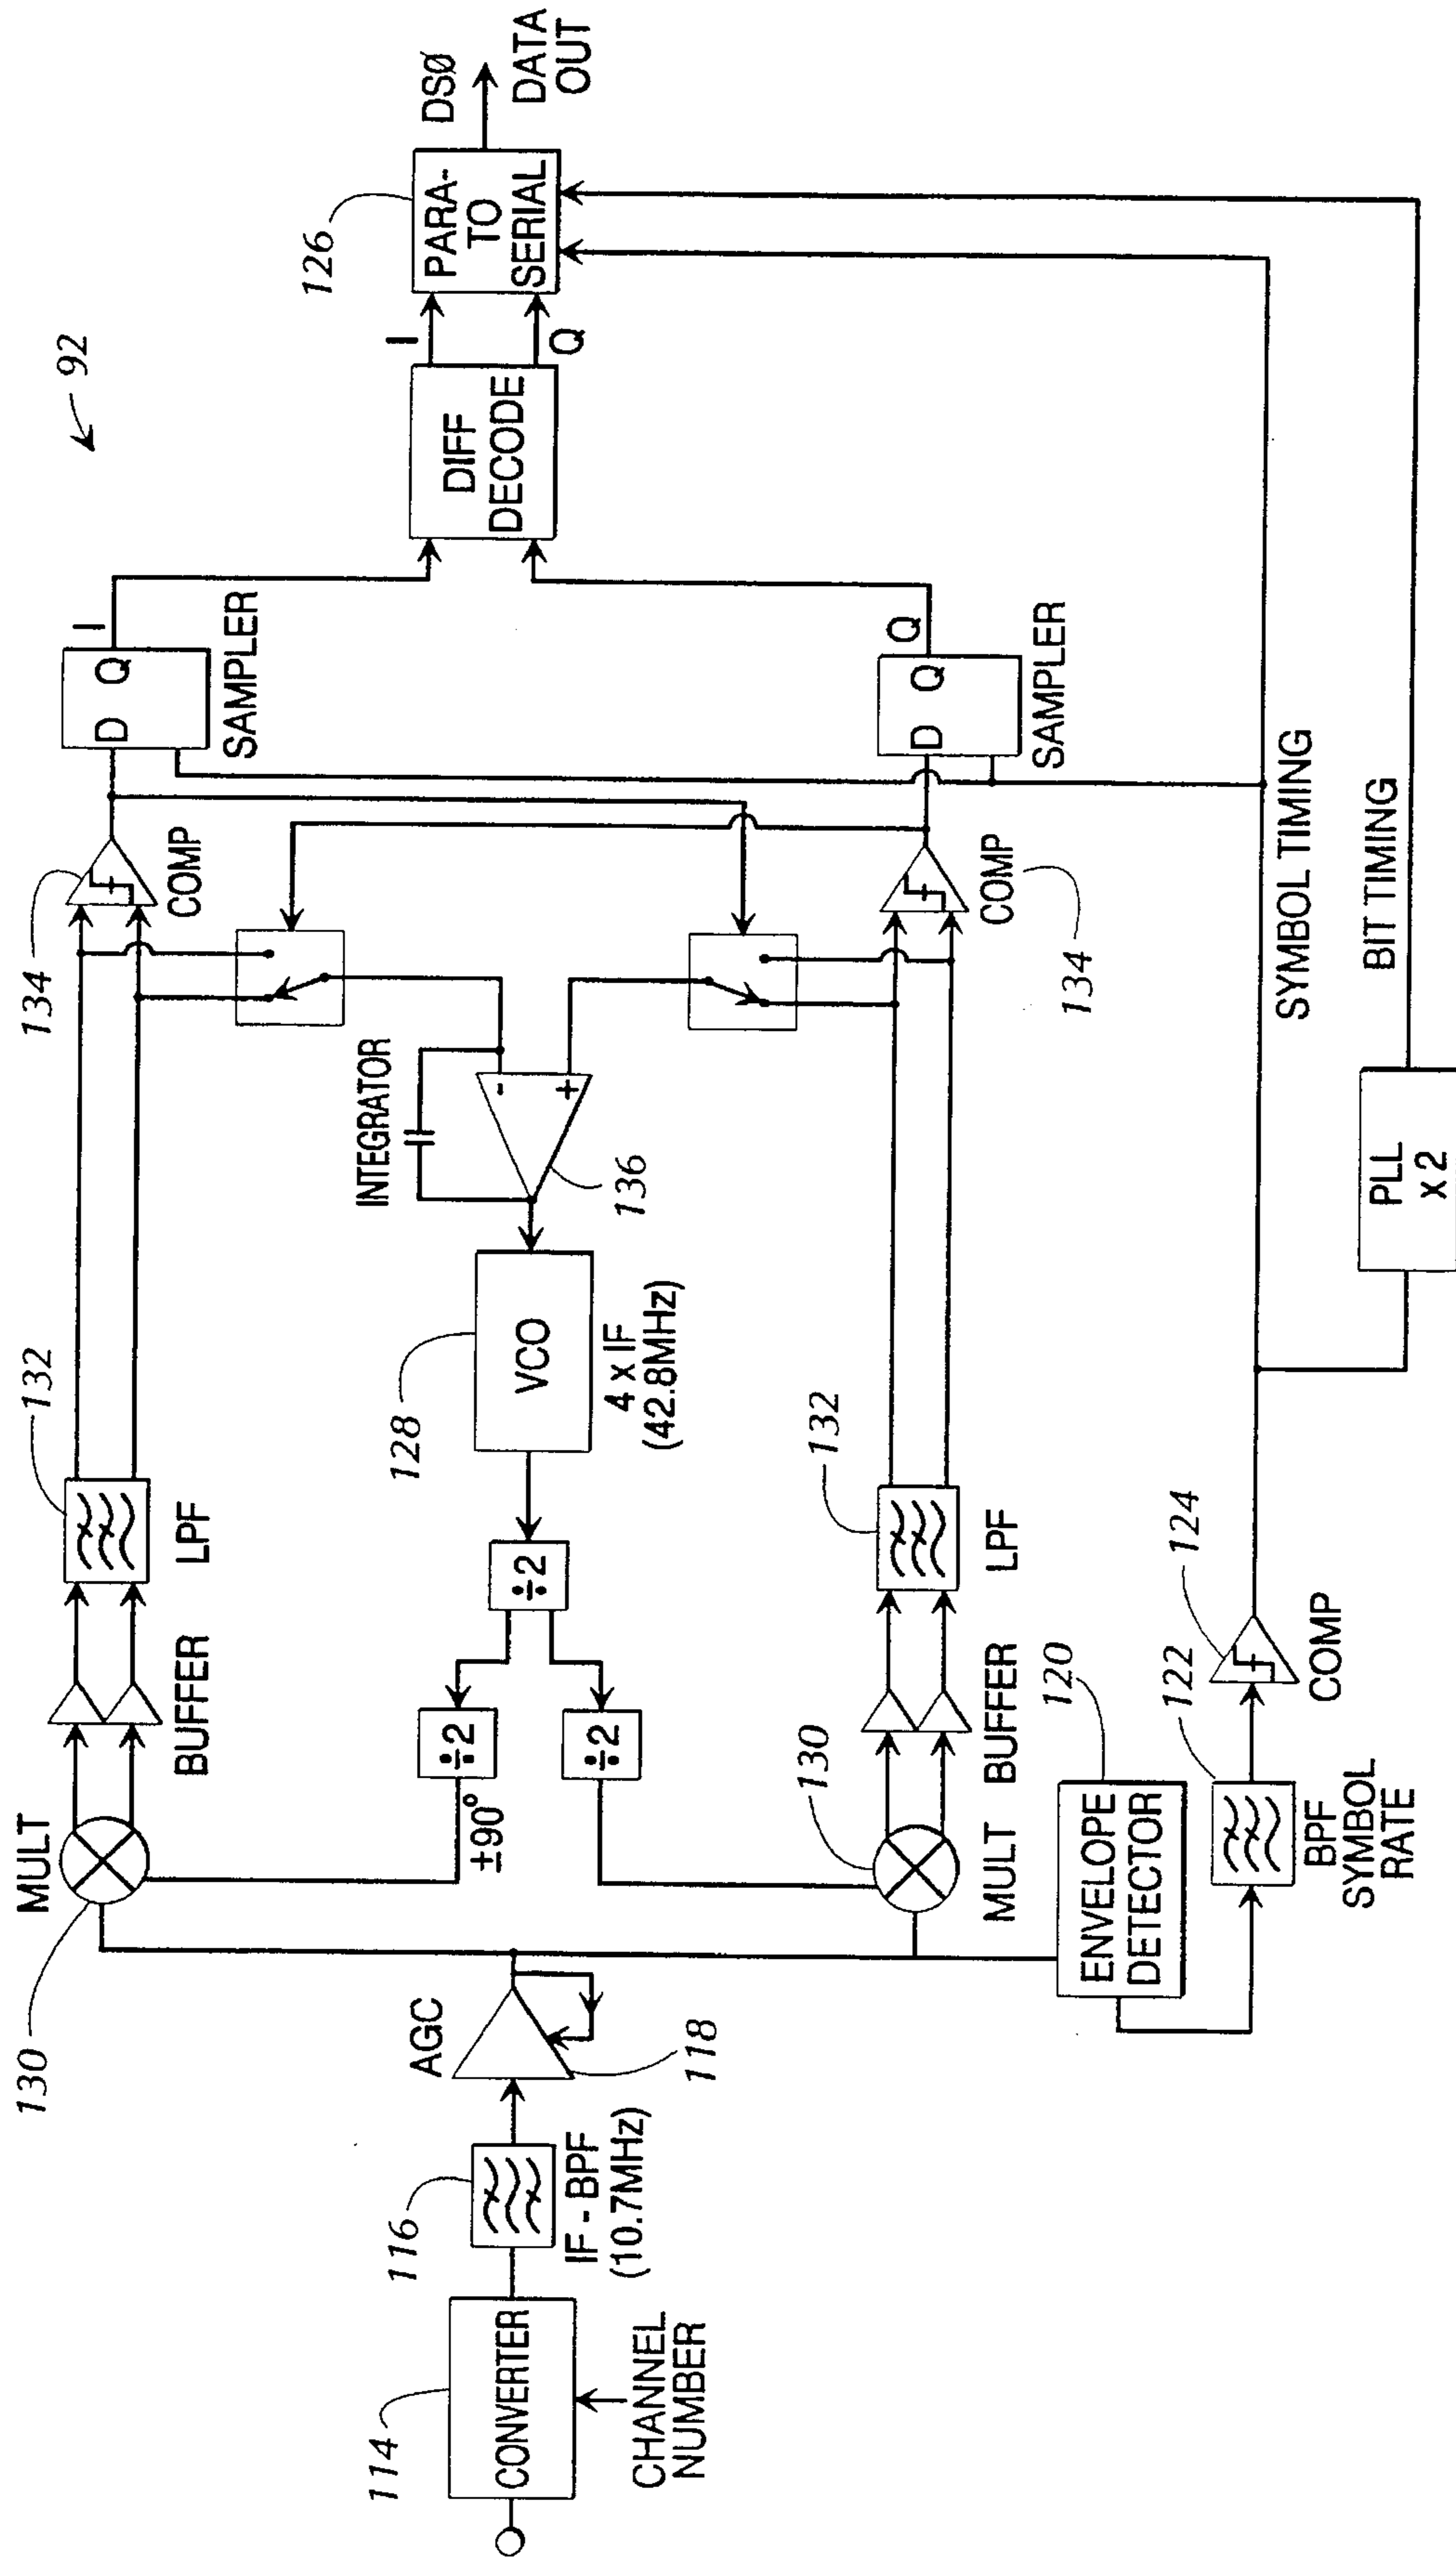 92
130
MULT
BUFFER
132
LPF
134
COMP
D Q
I
SAMPLER
126
I
Q
DIFF
DECODE
PARA-
TO
SERIAL
DSØ
DATA
OUT
114
CONVERTER
CHANNEL
NUMBER
116
IF - BPF
(10.7MHz)
AGC
118
±90°
÷2
÷2
÷2
128
VCO
4 x IF
(42.8MHz)
INTEGRATOR
-
+
136
130
MULT
BUFFER
132
LPF
134
COMP
D Q
Q
SAMPLER
120
ENVELOPE
DETECTOR
122
BPF
SYMBOL
RATE
124
COMP
SYMBOL TIMING
PLL
x 2
BIT TIMING